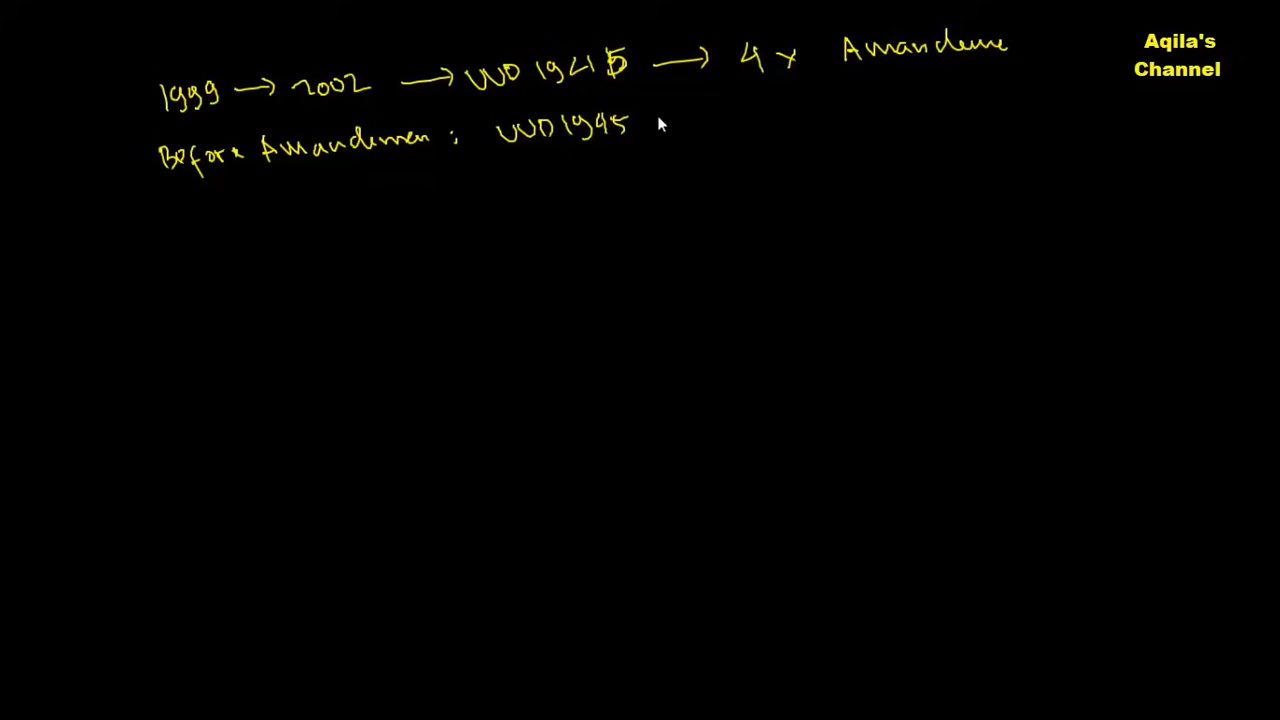 1999 → 2002 → UUD 1945 → 4x Amandeme
Before Amandemen : UUD 1945
Aqila's
Channel